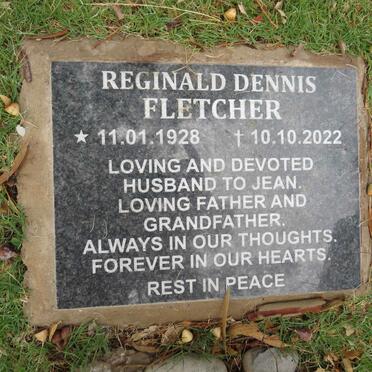 REGINALD DENNIS
FLETCHER
★ 11.01.1928 † 10.10.2022
LOVING AND DEVOTED
HUSBAND TO JEAN.
LOVING FATHER AND
GRANDFATHER.
ALWAYS IN OUR THOUGHTS.
FOREVER IN OUR HEARTS.
REST IN PEACE